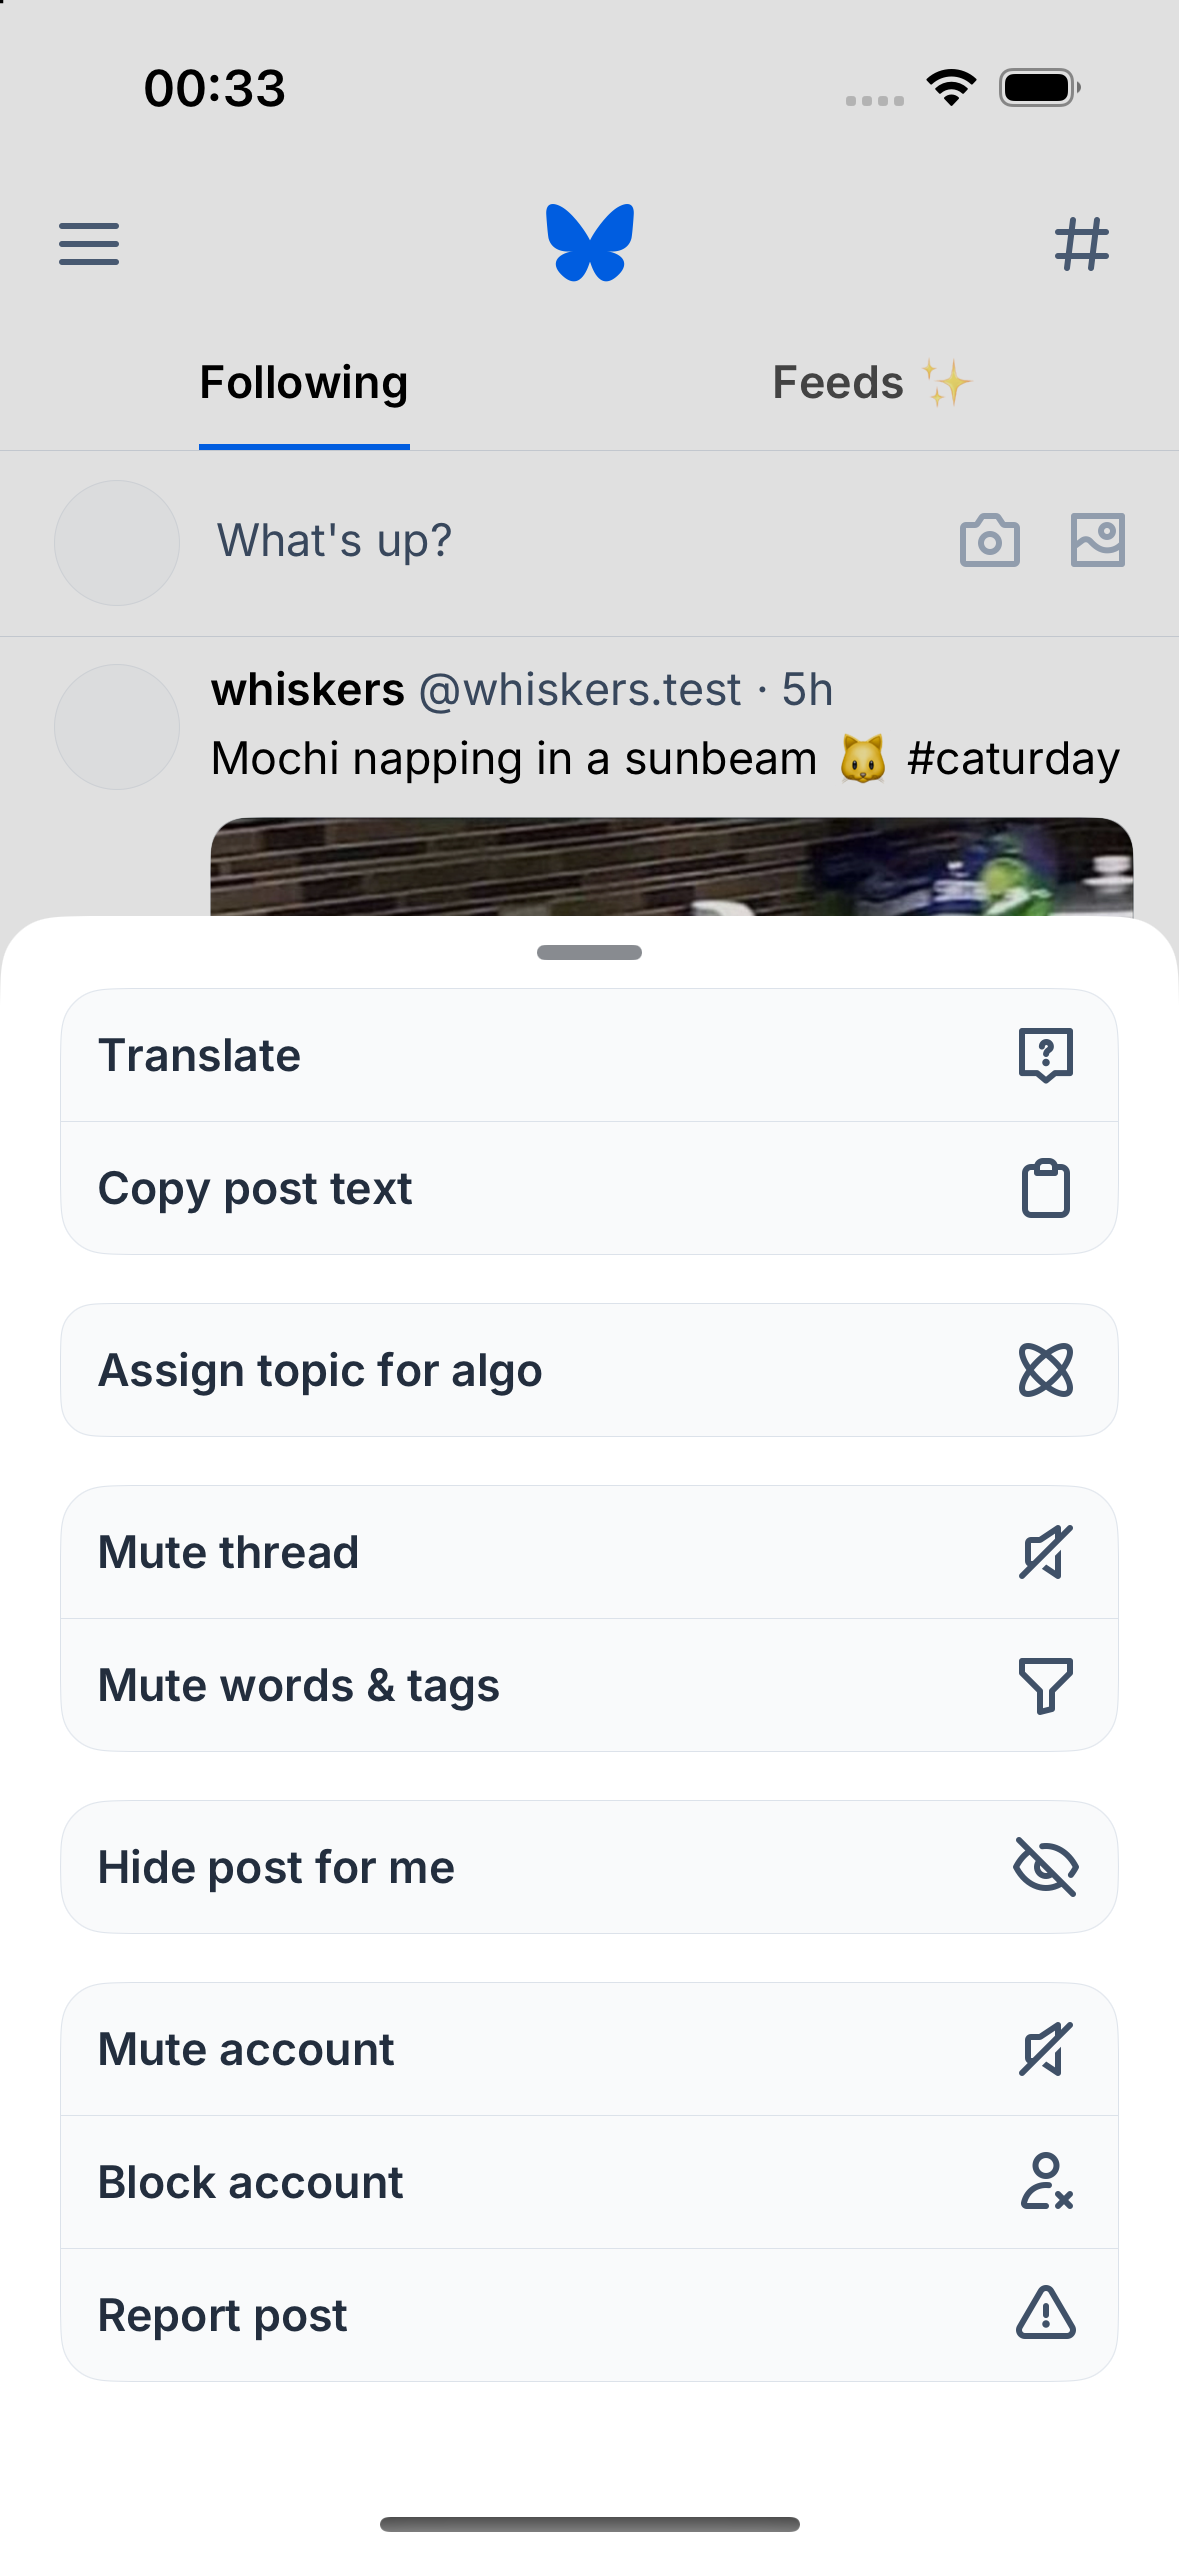 00:33
Following
Feeds ✨
What's up?
whiskers @whiskers.test · 5h
Mochi napping in a sunbeam 🐱 #caturday
Translate
Copy post text
Assign topic for algo
Mute thread
Mute words & tags
Hide post for me
Mute account
Block account
Report post